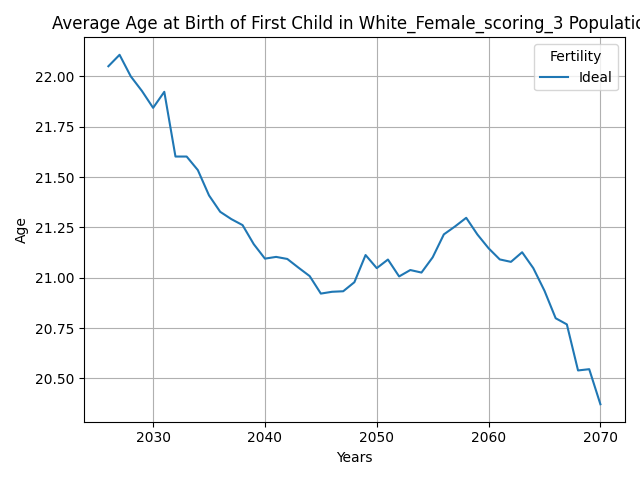 Average Age at Birth of First Child in White_Female_scoring_3 Populatio
Fertility
Ideal
22.00
21.75
21.50
21.25
21.00
20.75
20.50
Age
2030 2040 2050 2060 2070
Years